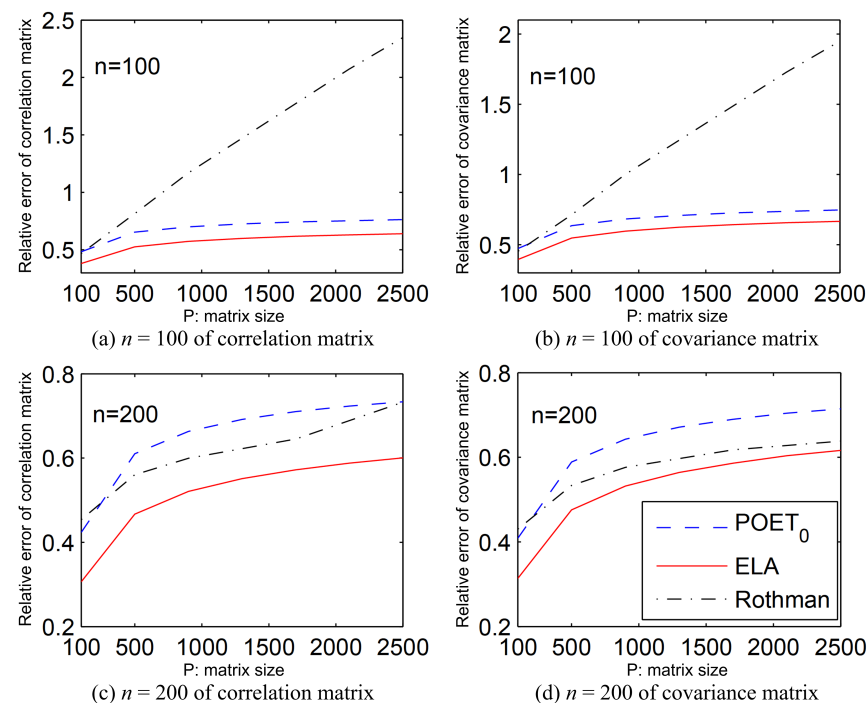 Relative error of correlation matrix
2.5
2
1.5
1
0.5
n=100
100 500 1000 1500 2000 2500
P: matrix size
(a) n = 100 of correlation matrix
Relative error of covariance matrix
2
1.5
1
0.5
n=100
100 500 1000 1500 2000 2500
P: matrix size
(b) n = 100 of covariance matrix
Relative error of correlation matrix
0.8
0.6
0.4
0.2
n=200
100 500 1000 1500 2000 2500
P: matrix size
(c) n = 200 of correlation matrix
Relative error of covariance matrix
0.8
0.6
0.4
0.2
n=200
POET0
ELA
Rothman
100 500 1000 1500 2000 2500
P: matrix size
(d) n = 200 of covariance matrix